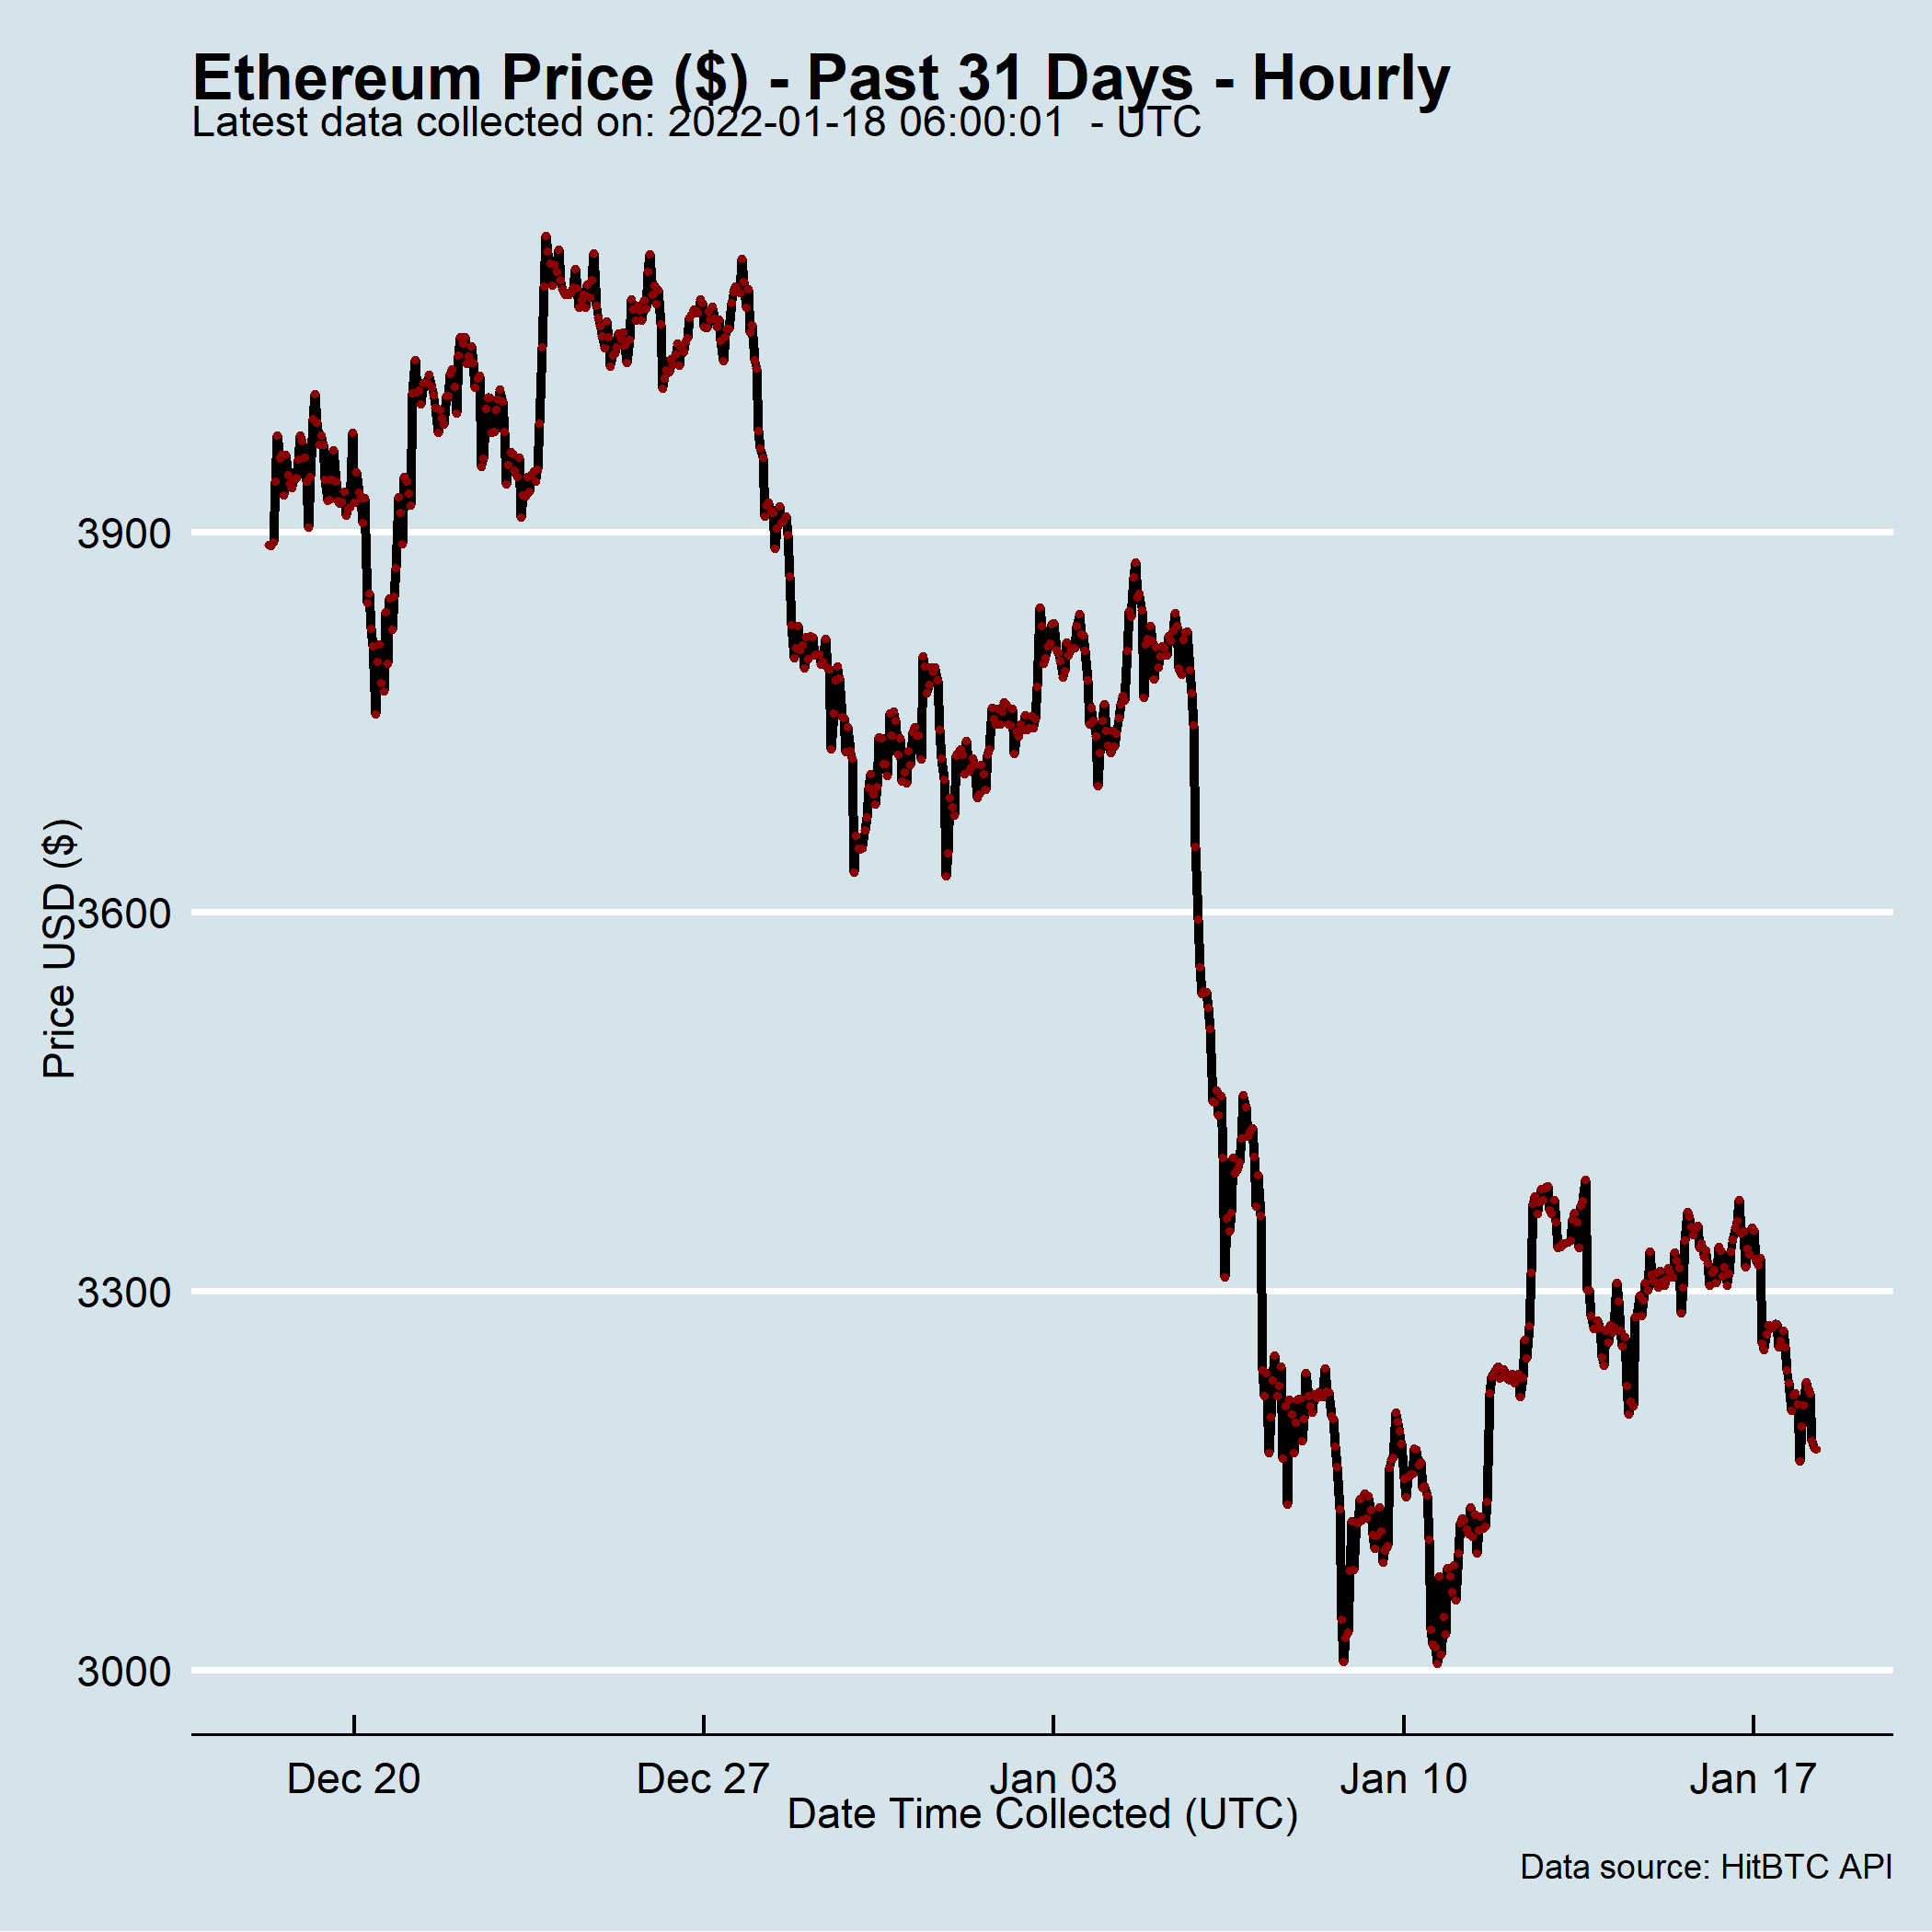 Ethereum Price ($) - Past 31 Days - Hourly
Latest data collected on: 2022-01-18 06:00:01  - UTC
Price USD ($)
3900
3600
3300
3000
Dec 20
Dec 27
Jan 03
Jan 10
Jan 17
Date Time Collected (UTC)
Data source: HitBTC API